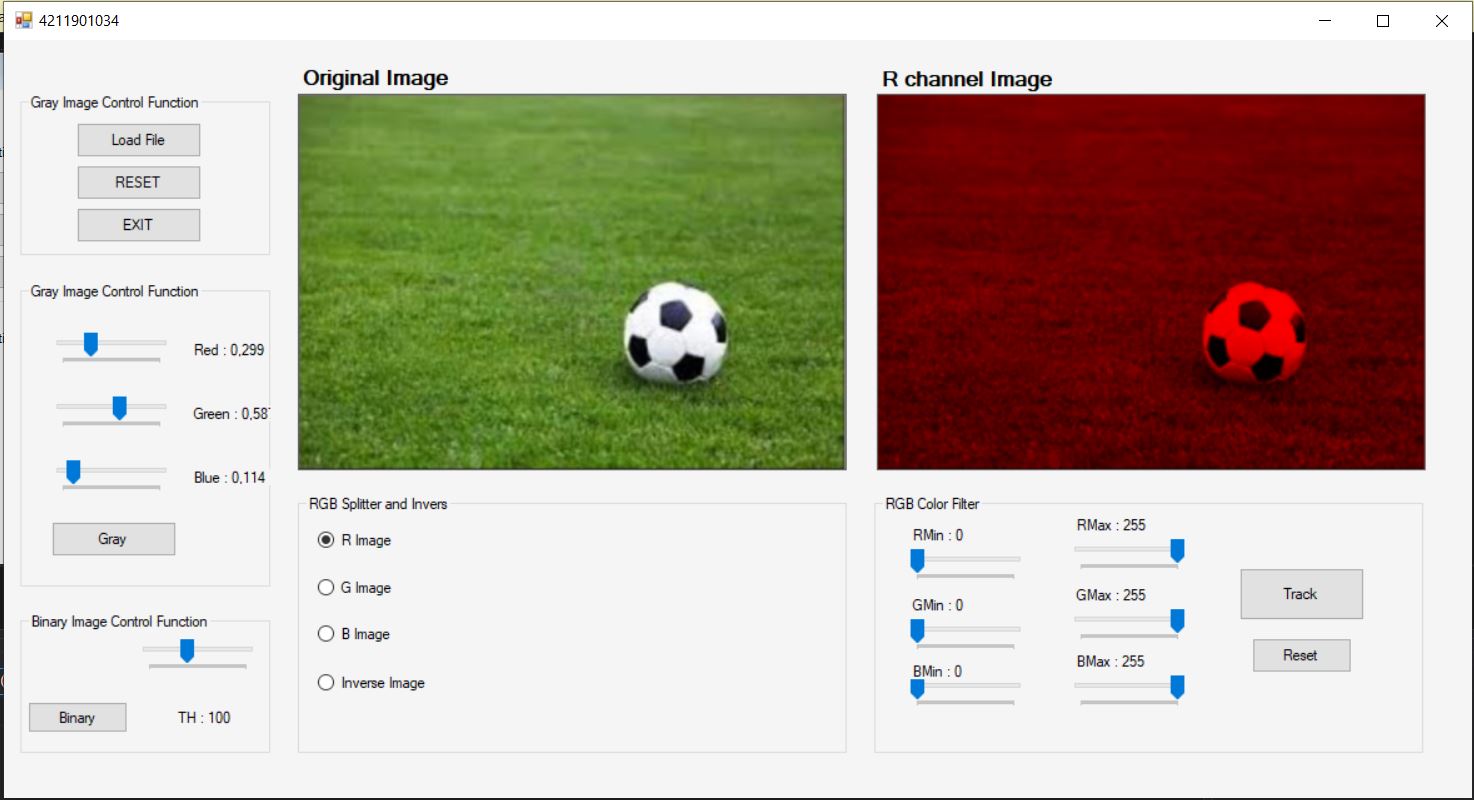 4211901034
Original Image
R channel Image
Gray Image Control Function
Load File
RESET
EXIT
Gray Image Control Function
Red : 0,299
Green : 0,58
Blue : 0,114
Gray
Binary Image Control Function
Binary
TH : 100
RGB Splitter and Invers
R Image
G Image
B Image
Inverse Image
RGB Color Filter
RMin : 0
RMax : 255
GMin : 0
GMax : 255
BMin : 0
BMax : 255
Track
Reset